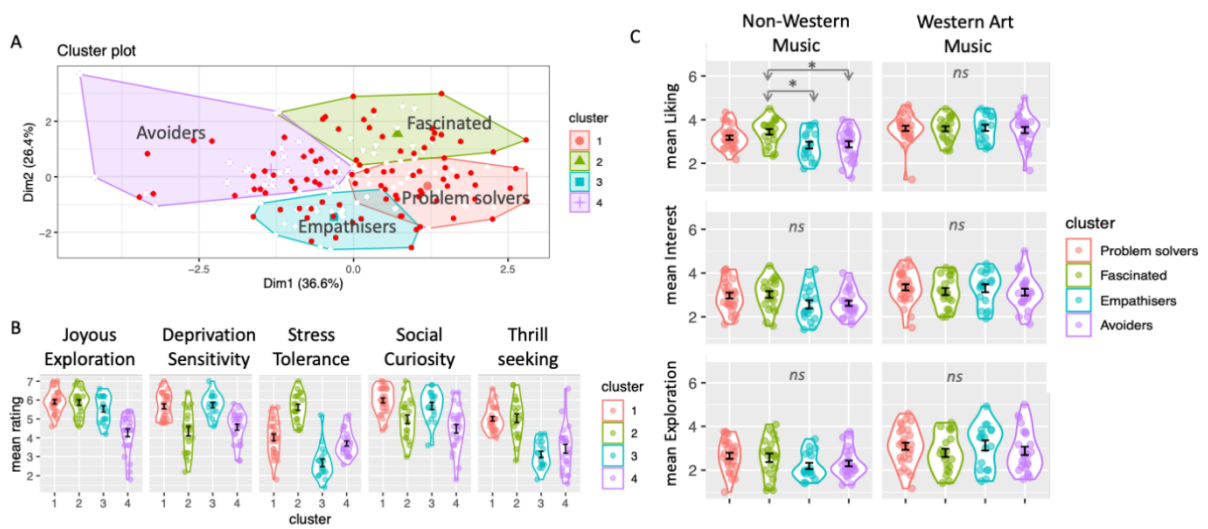 A
Cluster plot
2
0
−2
Dim2 (26.4%)
−2.5
0.0
2.5
Dim1 (36.6%)
Avoiders
Fascinated
Problem solvers
Empathisers
cluster
1
2
3
4
B
Joyous
Exploration
Deprivation
Sensitivity
Stress
Tolerance
Social
Curiosity
Thrill
seeking
mean rating
7
6
5
4
3
2
1 2 3 4
1 2 3 4
1 2 3 4
1 2 3 4
1 2 3 4
cluster
cluster
1
2
3
4
C
Non-Western
Music
Western Art
Music
mean Liking
6
4
2
*
*
ns
mean Interest
6
4
2
ns
ns
mean Exploration
6
4
2
ns
ns
cluster
Problem solvers
Fascinated
Empathisers
Avoiders